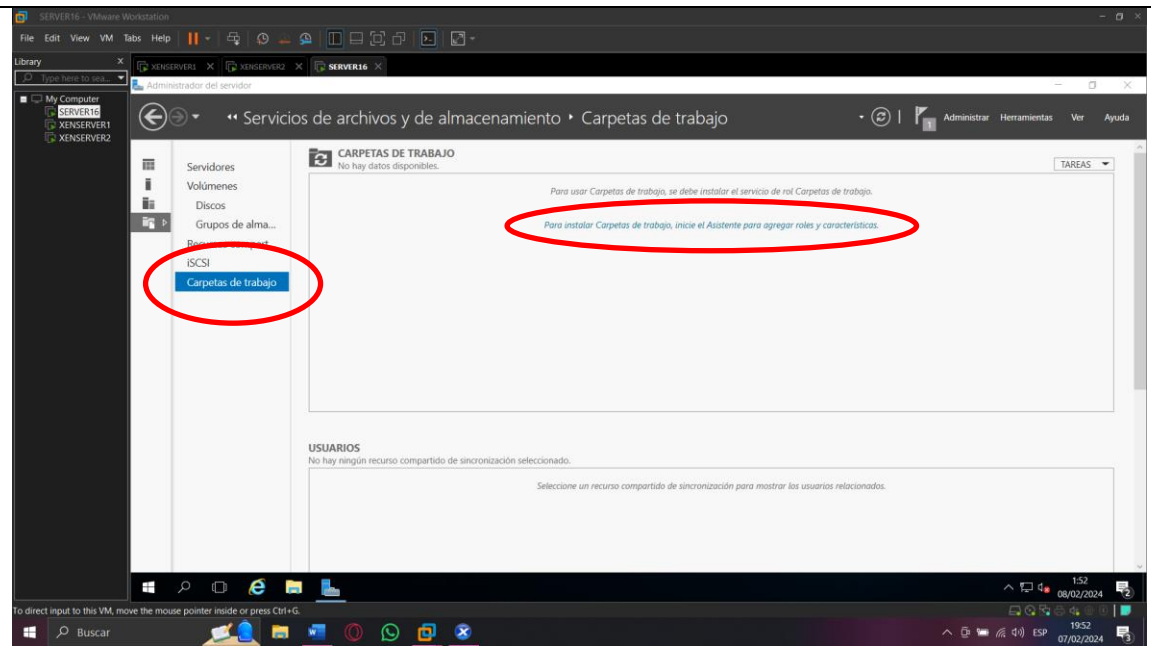 SERVER16 - VMware Workstation
File Edit View VM Tabs Help
Library X
Type here to sea...
My Computer
SERVER16
XENSERVER1
XENSERVER2
XENSERVER1 X XENSERVER2 X SERVER16 X
Administrador del servidor
Servicios de archivos y de almacenamiento Carpetas de trabajo
1 Administrar Herramientas Ver Ayuda
Servidores
Volúmenes
Discos
Grupos de alma...
iSCSI
Carpetas de trabajo
CARPETAS DE TRABAJO
No hay datos disponibles.
TAREAS
Para usar Carpetas de trabajo, se debe instalar el servicio de rol Carpetas de trabajo.
Para instalar Carpetas de trabajo, inicie el Asistente para agregar roles y características.
USUARIOS
No hay ningún recurso compartido de sincronización seleccionado.
Seleccione un recurso compartido de sincronización para mostrar los usuarios relacionados.
1:52
08/02/2024
2
To direct input to this VM, move the mouse pointer inside or press Ctrl+G.
Buscar
ESP
19:52
07/02/2024
3